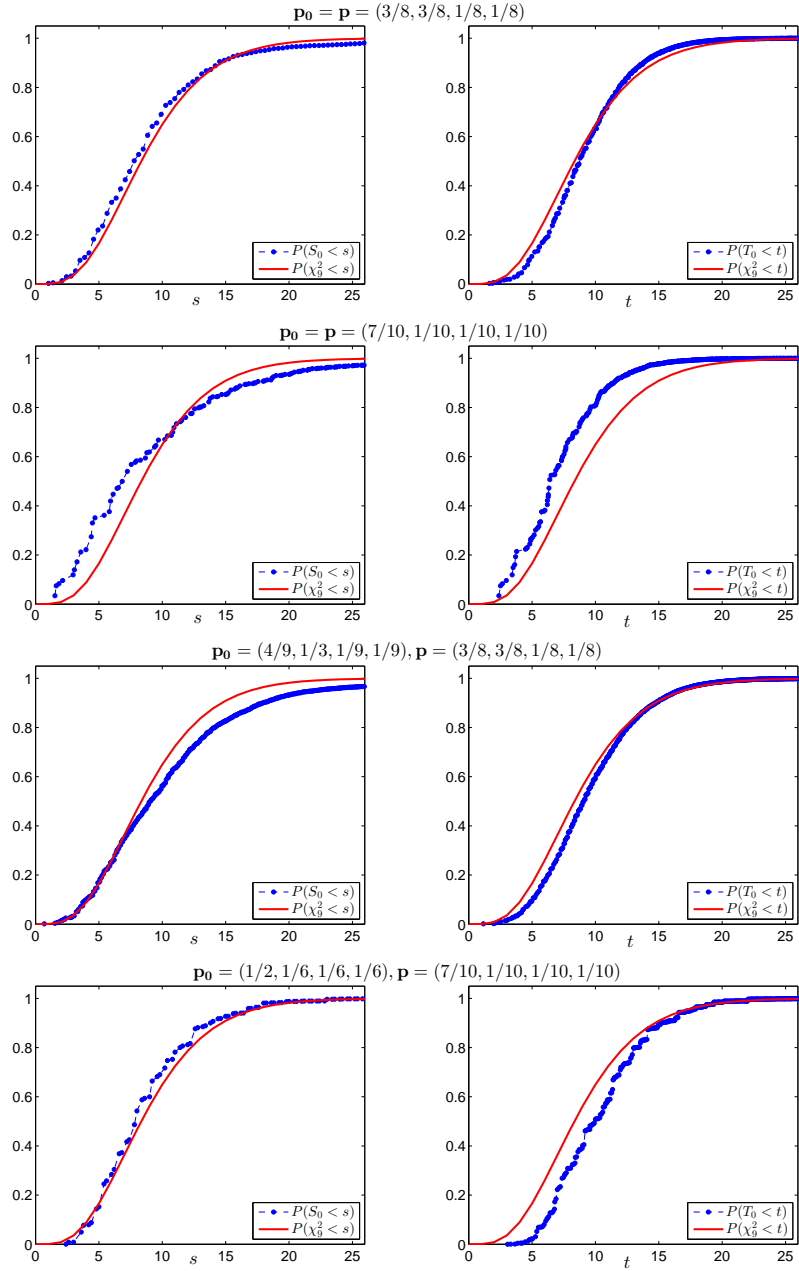 p₀ = p = (3/8, 3/8, 1/8, 1/8)
1
0.8
0.6
0.4
0.2
0
0 5 10 15 20 25
s
P(S₀ < s)
P(χ₉² < s)
1
0.8
0.6
0.4
0.2
0
0 5 10 15 20 25
t
P(T₀ < t)
P(χ₉² < t)
p₀ = p = (7/10, 1/10, 1/10, 1/10)
1
0.8
0.6
0.4
0.2
0
0 5 10 15 20 25
s
P(S₀ < s)
P(χ₉² < s)
1
0.8
0.6
0.4
0.2
0
0 5 10 15 20 25
t
P(T₀ < t)
P(χ₉² < t)
p₀ = (4/9, 1/3, 1/9, 1/9), p = (3/8, 3/8, 1/8, 1/8)
1
0.8
0.6
0.4
0.2
0
0 5 10 15 20 25
s
P(S₀ < s)
P(χ₉² < s)
1
0.8
0.6
0.4
0.2
0
0 5 10 15 20 25
t
P(T₀ < t)
P(χ₉² < t)
p₀ = (1/2, 1/6, 1/6, 1/6), p = (7/10, 1/10, 1/10, 1/10)
1
0.8
0.6
0.4
0.2
0
0 5 10 15 20 25
s
P(S₀ < s)
P(χ₉² < s)
1
0.8
0.6
0.4
0.2
0
0 5 10 15 20 25
t
P(T₀ < t)
P(χ₉² < t)